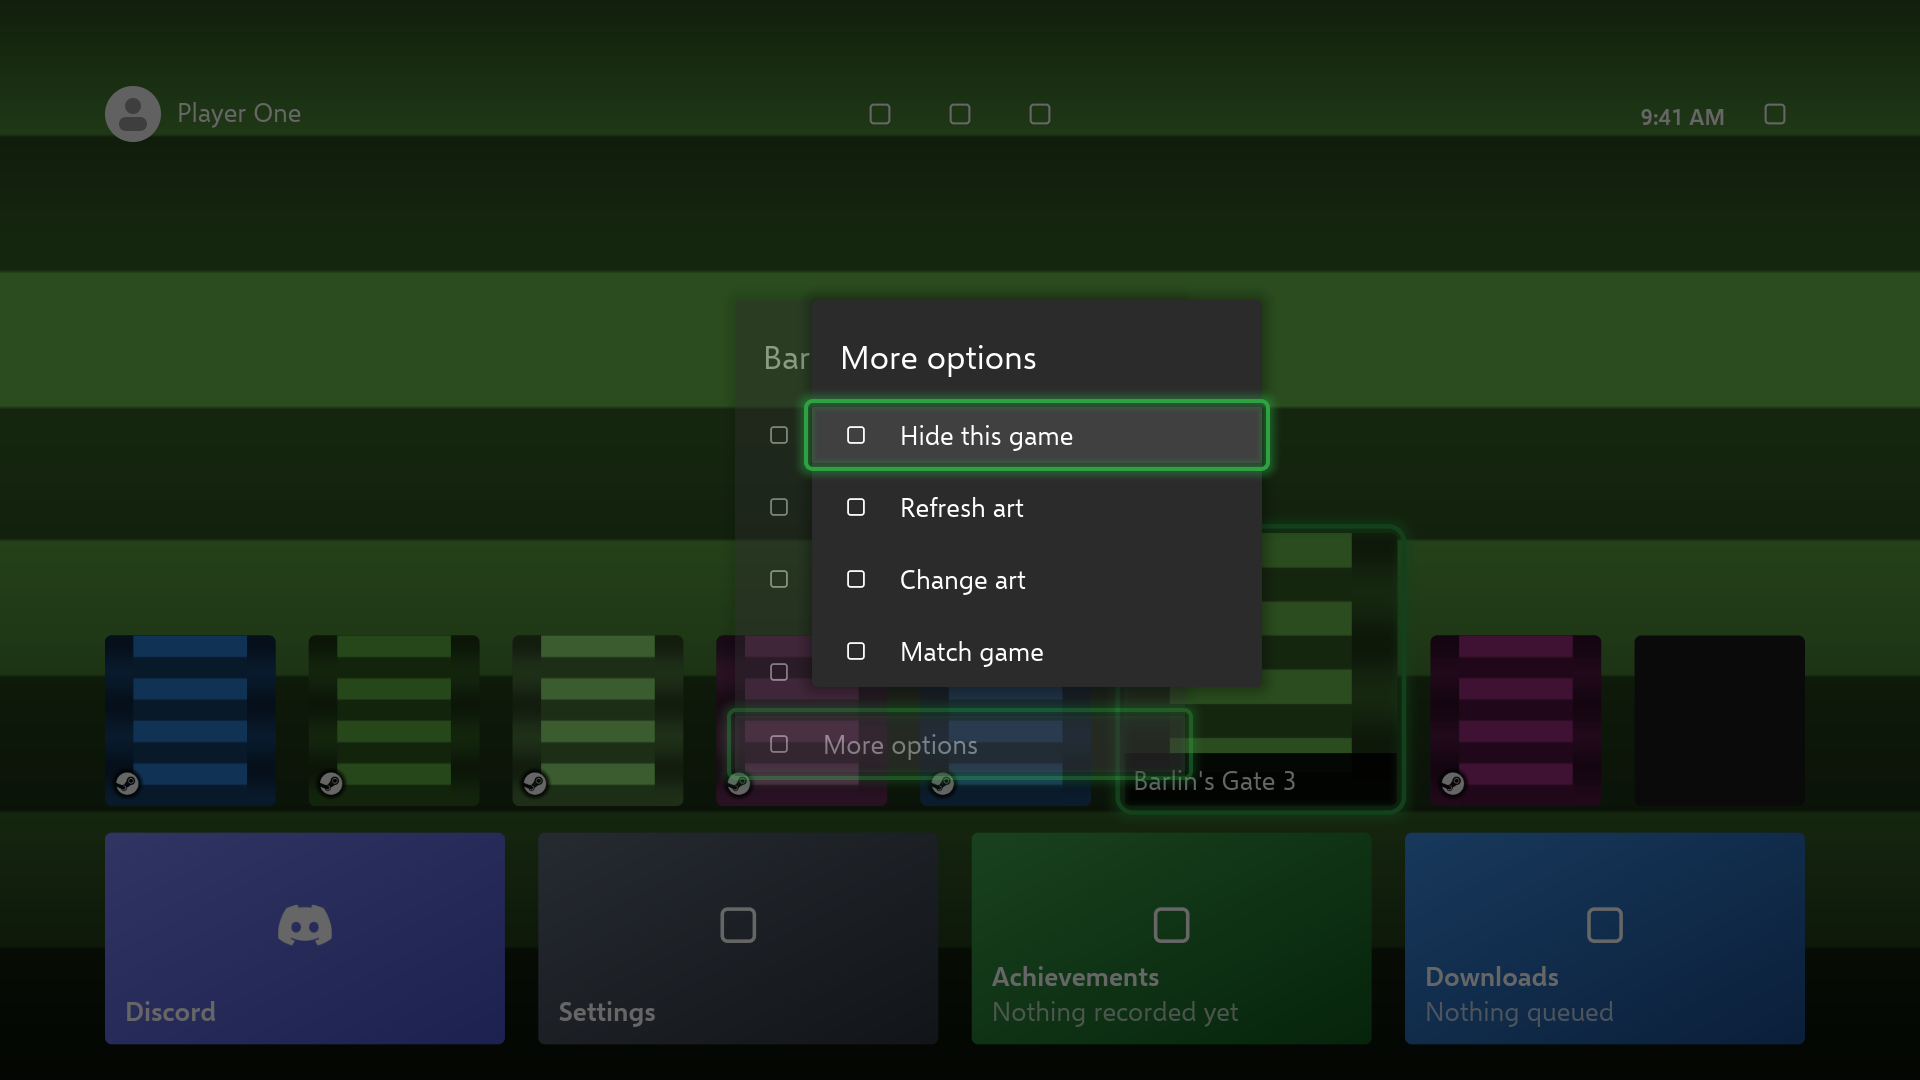 Player One
9:41 AM
Bar
More options
Hide this game
Refresh art
Change art
Match game
More options
Barlin's Gate 3
Discord
Settings
Achievements
Nothing recorded yet
Downloads
Nothing queued